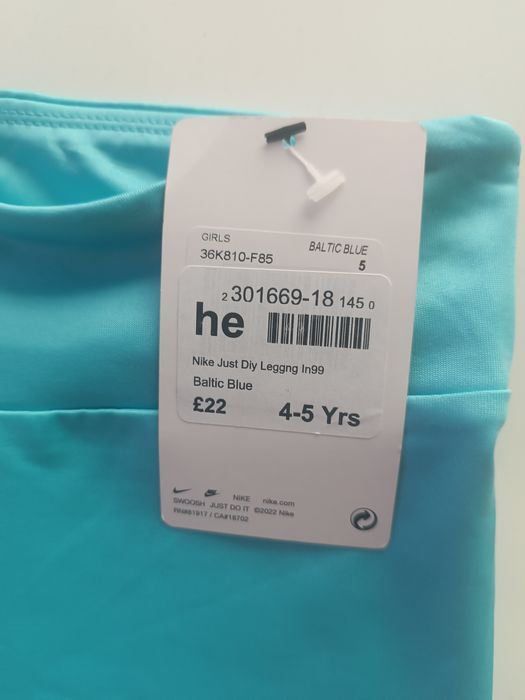 GIRLS
36K810-F85
BALTIC BLUE
5
2 301669-18 145 0
he
Nike Just Diy Leggng In99
Baltic Blue
£22
4-5 Yrs
NIKE nike.com
SWOOSH JUST DO IT ©2022 Nike
RN#81917 / CA#18702